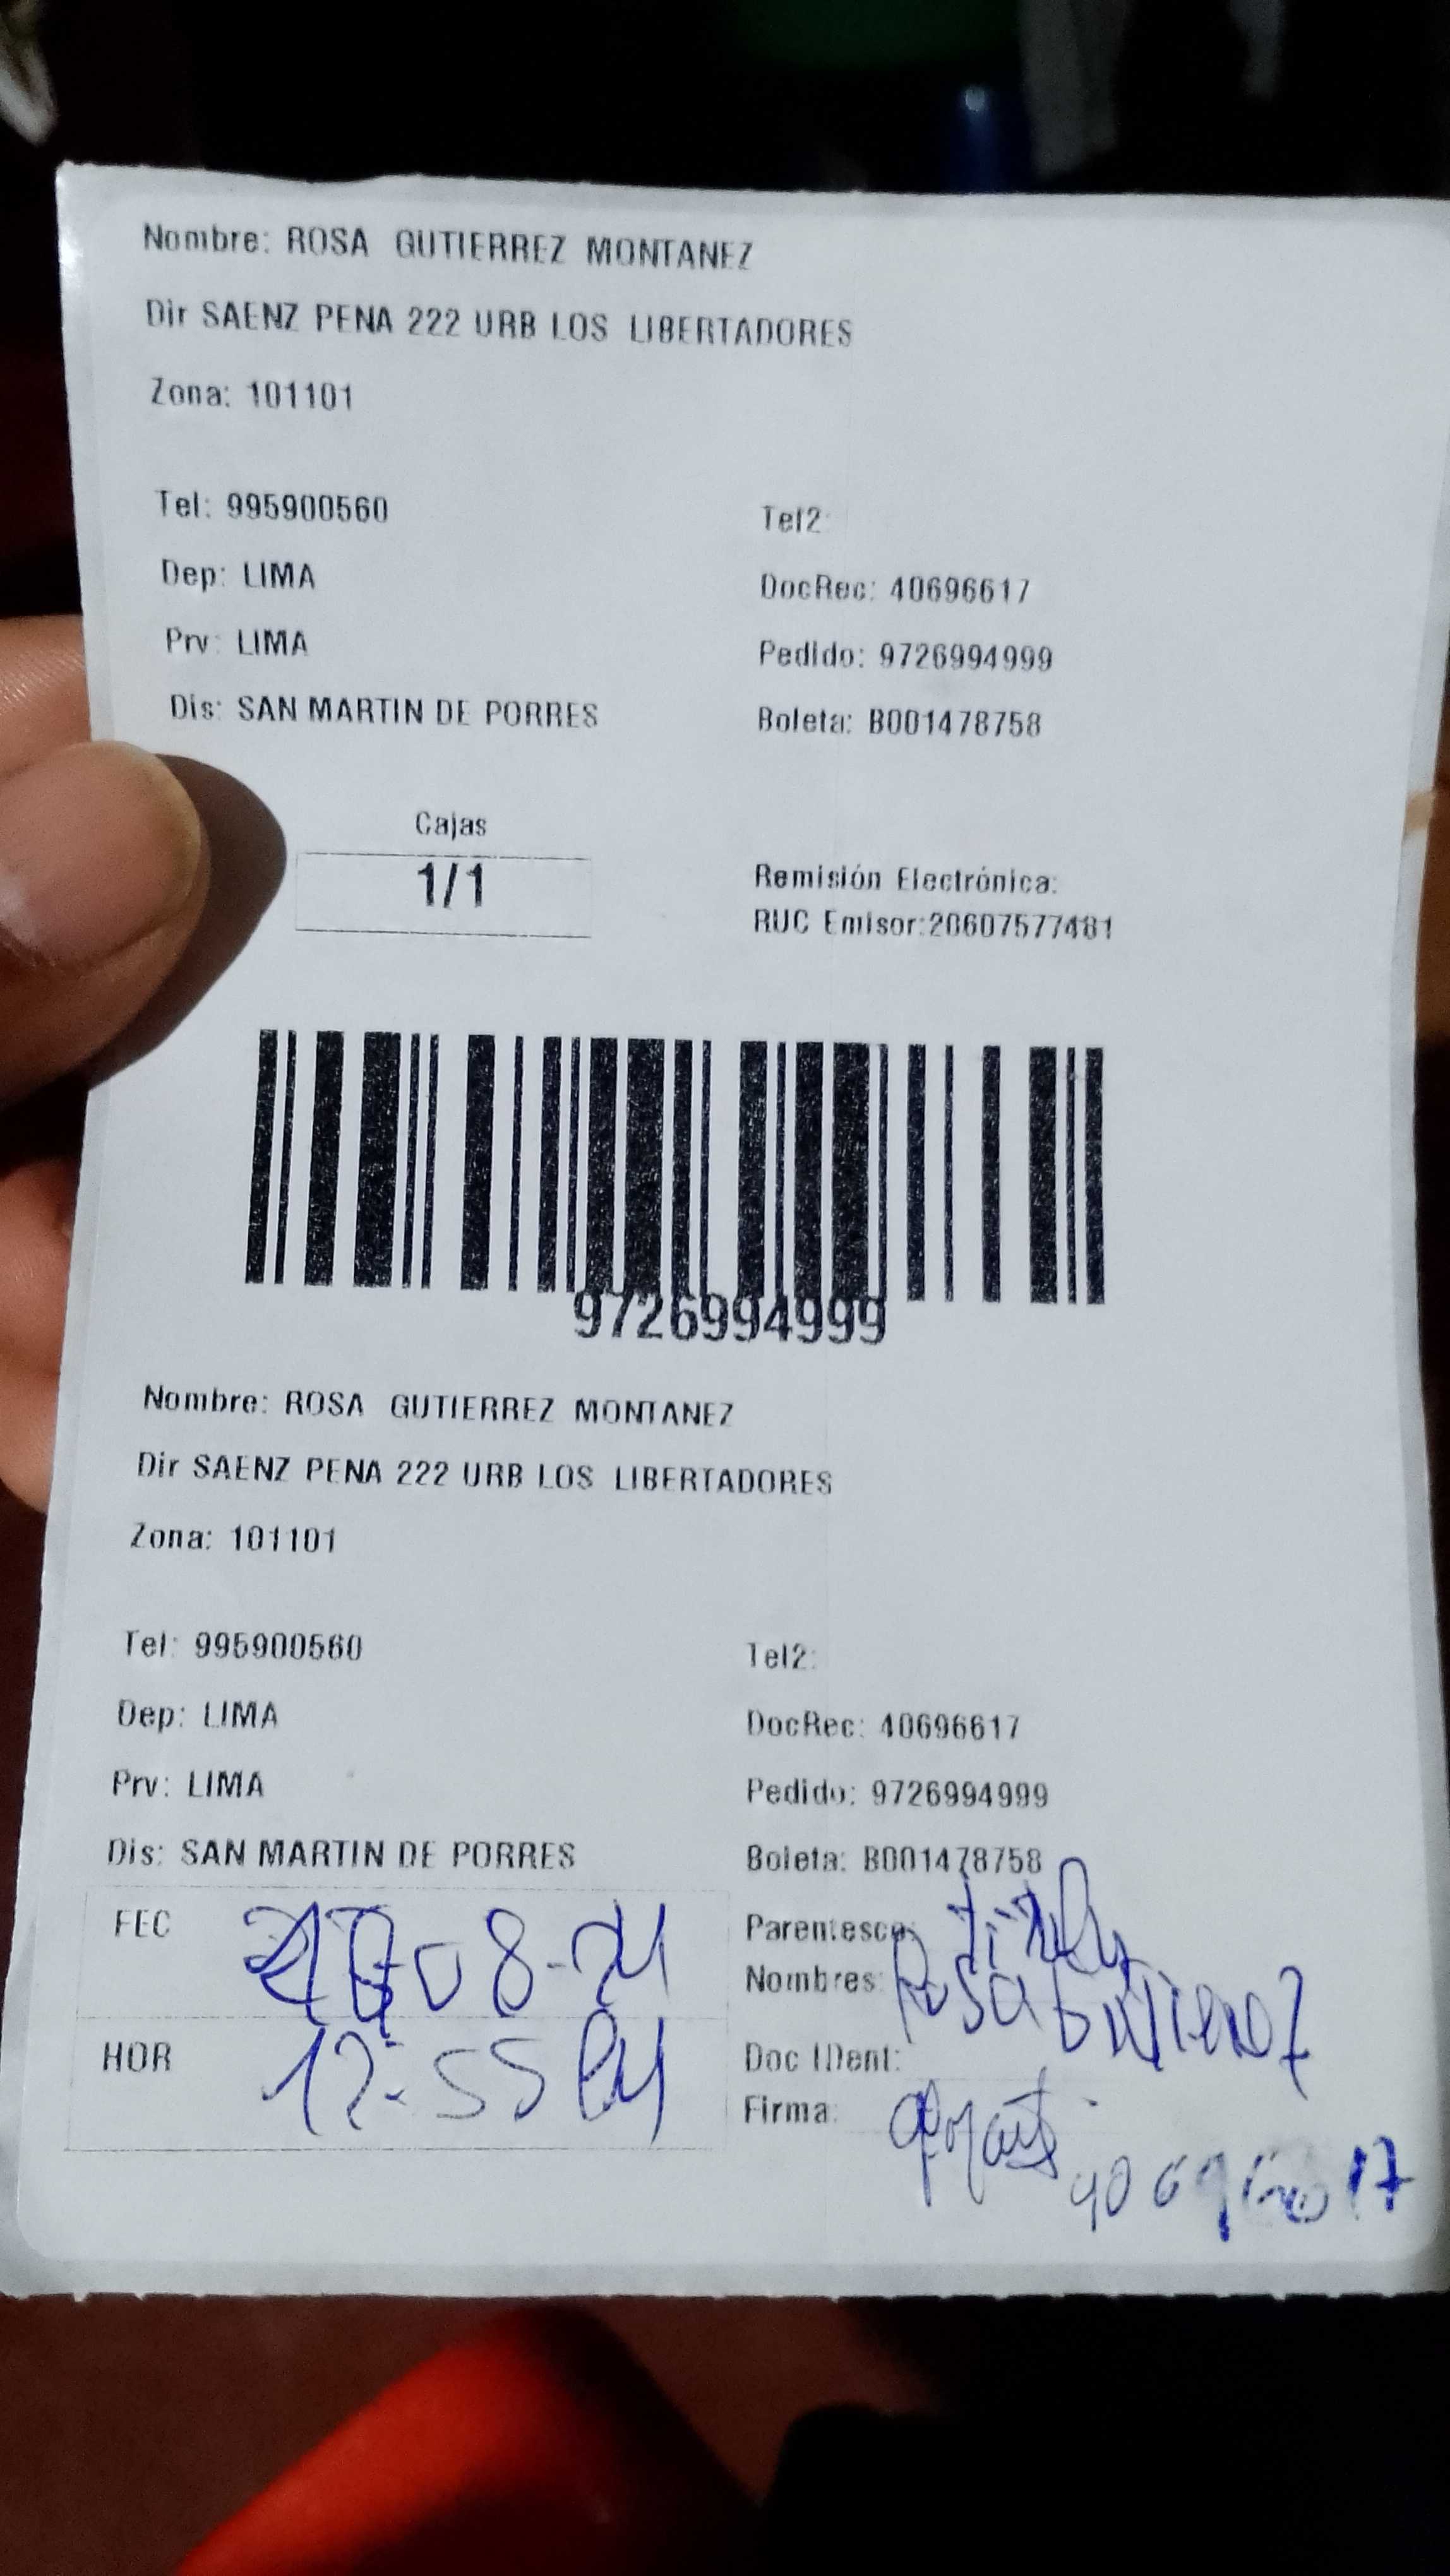 Nombre: ROSA GUTIERREZ MONTANEZ
Dir SAENZ PENA 222 URB LOS LIBERTADORES
Zona: 101101
Tel: 995900560 Tel2:
Dep: LIMA DocRec: 40696617
Prv: LIMA Pedido: 9726994999
Dis: SAN MARTIN DE PORRES Boleta: B001478758
Cajas
1/1
Remisión Electrónica:
RUC Emisor:20607577481
9726994999
Nombre: ROSA GUTIERREZ MONTANEZ
Dir SAENZ PENA 222 URB LOS LIBERTADORES
Zona: 101101
Tel: 995900560 Tel2:
Dep: LIMA DocRec: 40696617
Prv: LIMA Pedido: 9726994999
Dis: SAN MARTIN DE PORRES Boleta: B001478758
FEC
Parentesco:
Nombres: Rosa Gutierrez
HOR 12:55
Doc IDent:
Firma: